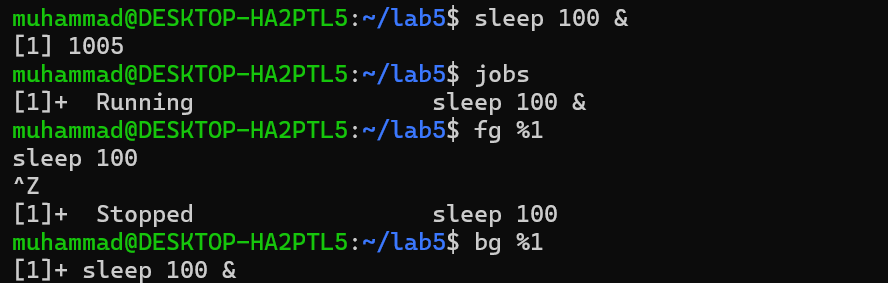 muhammad@DESKTOP-HA2PTL5:~/lab5$ sleep 100 &
[1] 1005
muhammad@DESKTOP-HA2PTL5:~/lab5$ jobs
[1]+  Running                 sleep 100 &
muhammad@DESKTOP-HA2PTL5:~/lab5$ fg %1
sleep 100
^Z
[1]+  Stopped                 sleep 100
muhammad@DESKTOP-HA2PTL5:~/lab5$ bg %1
[1]+ sleep 100 &